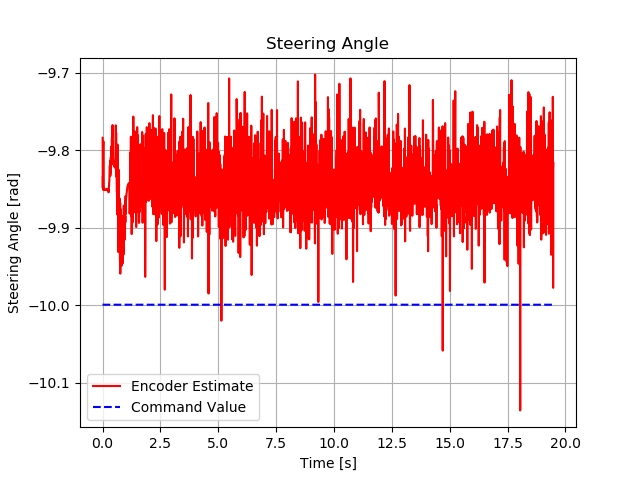 Steering Angle
Steering Angle [rad]
−9.7
−9.8
−9.9
−10.0
−10.1
Encoder Estimate
Command Value
0.0 2.5 5.0 7.5 10.0 12.5 15.0 17.5 20.0
Time [s]